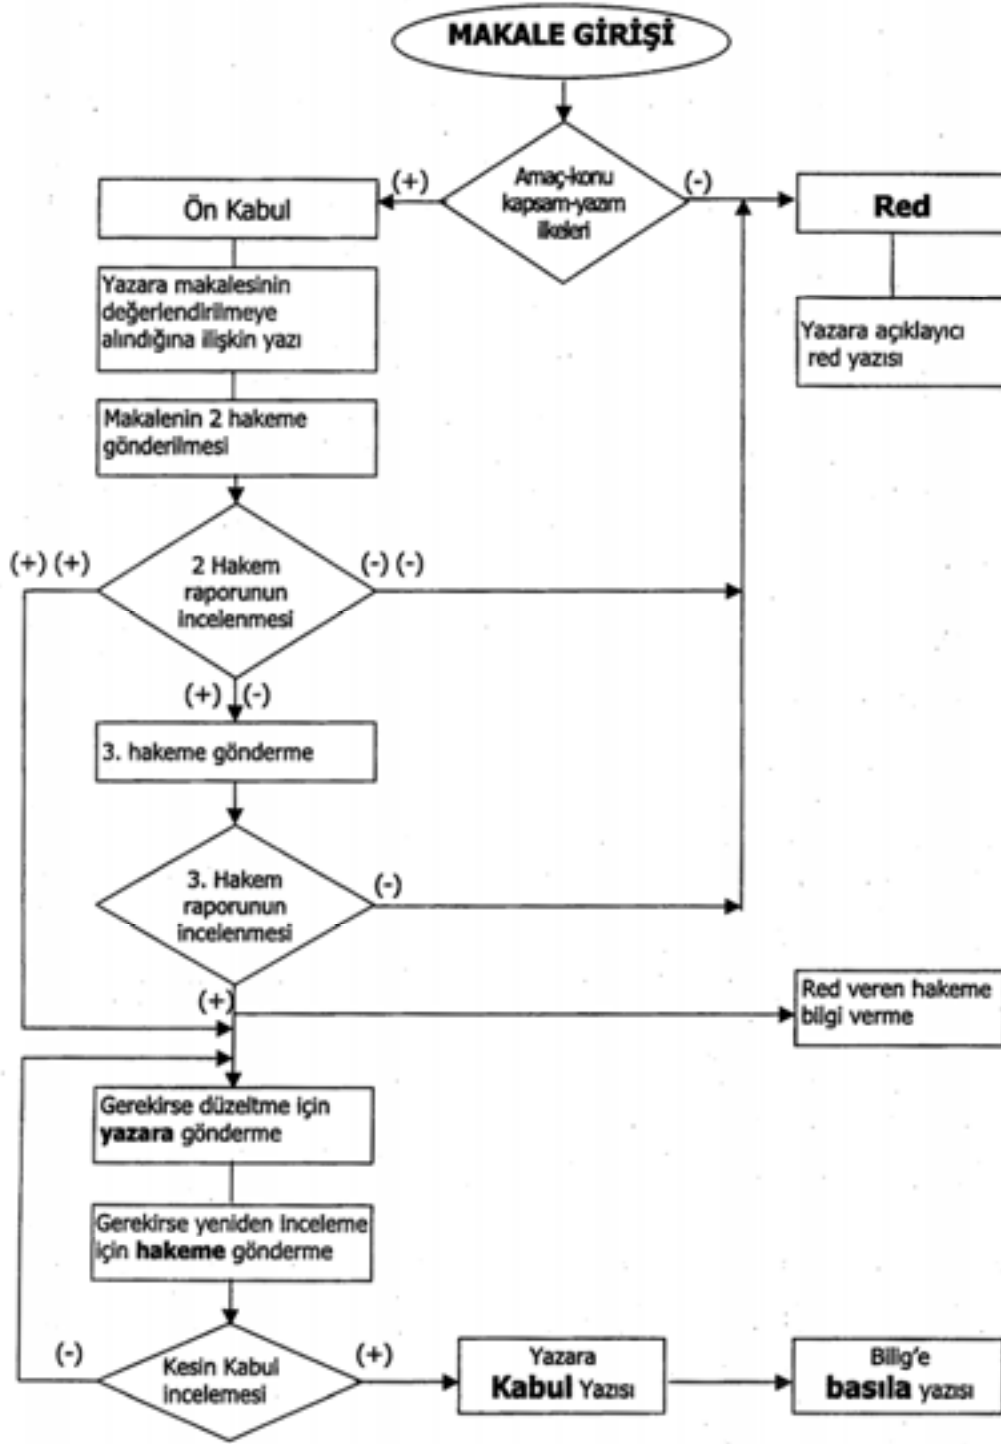 MAKALE GİRİŞİ
Amaç-konu
kapsam-yazım
ilkeleri
(+)
(-)
Ön Kabul
Red
Yazara makalesinin
değerlendirilmeye
alındığına ilişkin yazı
Yazara açıklayıcı
red yazısı
Makalenin 2 hakeme
gönderilmesi
(+) (+)
2 Hakem
raporunun
incelenmesi
(-) (-)
(+) (-)
3. hakeme gönderme
3. Hakem
raporunun
incelenmesi
(-)
(+)
Red veren hakeme
bilgi verme
Gerekirse düzeltme için
yazara gönderme
Gerekirse yeniden inceleme
için hakeme gönderme
(-)
Kesin Kabul
incelemesi
(+)
Yazara
Kabul Yazısı
Bilig'e
basıla yazısı